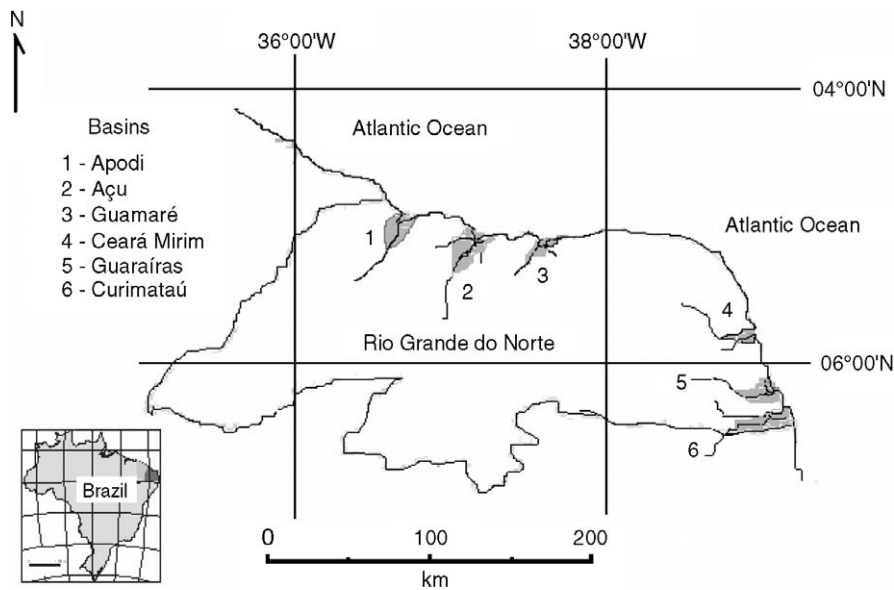 N
36°00'W
38°00'W
04°00'N
Atlantic Ocean
Basins
1 - Apodi
2 - Açu
3 - Guamaré
4 - Ceará Mirim
5 - Guaraíras
6 - Curimataú
Atlantic Ocean
1
2
3
4
Rio Grande do Norte
06°00'N
5
6
Brazil
0
100
200
km